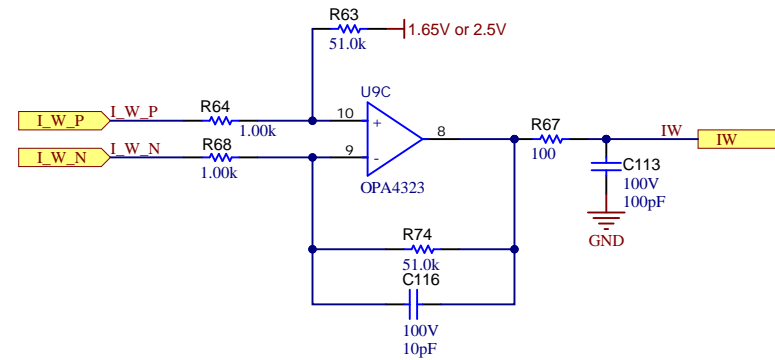 R63
51.0k
1.65V or 2.5V
U9C
I_W_P
I_W_P
R64
1.00k
10
+
8
R67
100
IW
IW
I_W_N
I_W_N
R68
1.00k
9
-
OPA4323
C113
100V
100pF
GND
R74
51.0k
C116
100V
10pF